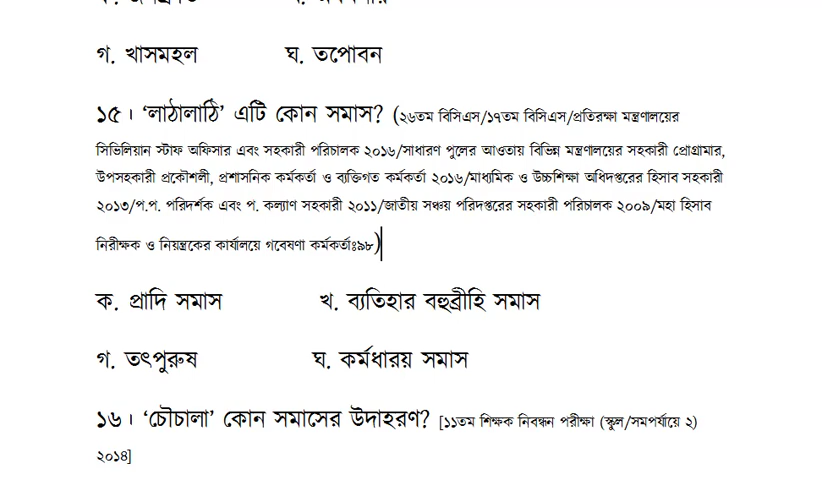 গ. খাসমহল ঘ. তপোবন
১৫। ‘লাঠালাঠি’ এটি কোন সমাস? (২৬তম বিসিএস/১৭তম বিসিএস/প্রতিরক্ষা মন্ত্রণালয়ের
সিভিলিয়ান স্টাফ অফিসার এবং সহকারী পরিচালক ২০১৬/সাধারণ পুলের আওতায় বিভিন্ন মন্ত্রণালয়ের সহকারী প্রোগ্রামার,
উপসহকারী প্রকৌশলী, প্রশাসনিক কর্মকর্তা ও ব্যক্তিগত কর্মকর্তা ২০১৬/মাধ্যমিক ও উচ্চশিক্ষা অধিদপ্তরের হিসাব সহকারী
২০১৩/প.প. পরিদর্শক এবং প. কল্যাণ সহকারী ২০১১/জাতীয় সঞ্চয় পরিদপ্তরের সহকারী পরিচালক ২০০৯/মহা হিসাব
নিরীক্ষক ও নিয়ন্ত্রকের কার্যালয়ে গবেষণা কর্মকর্তাঃ৯৮)
ক. প্রাদি সমাস খ. ব্যতিহার বহুব্রীহি সমাস
গ. তৎপুরুষ ঘ. কর্মধারয় সমাস
১৬। ‘চৌচালা’ কোন সমাসের উদাহরণ? [১১তম শিক্ষক নিবন্ধন পরীক্ষা (স্কুল/সমপর্যায়ে ২)
২০১৪]